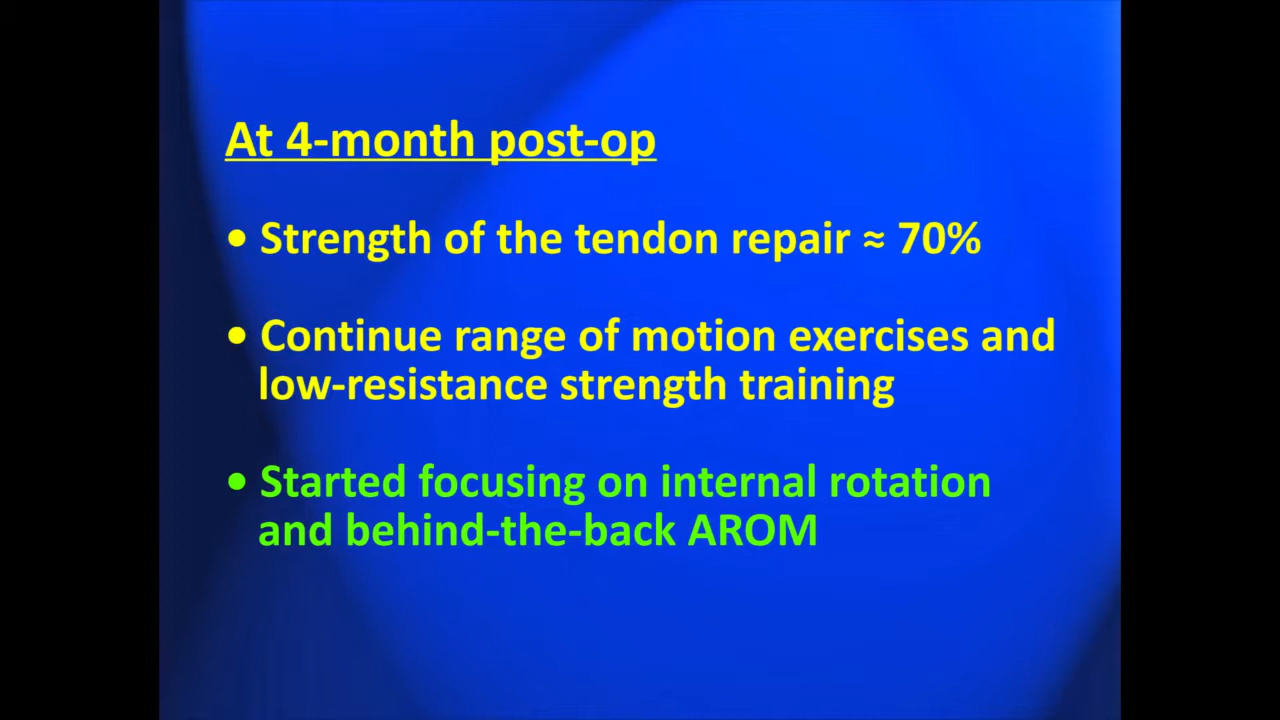 At 4-month post-op
• Strength of the tendon repair ≈ 70%
• Continue range of motion exercises and
low-resistance strength training
• Started focusing on internal rotation
and behind-the-back AROM